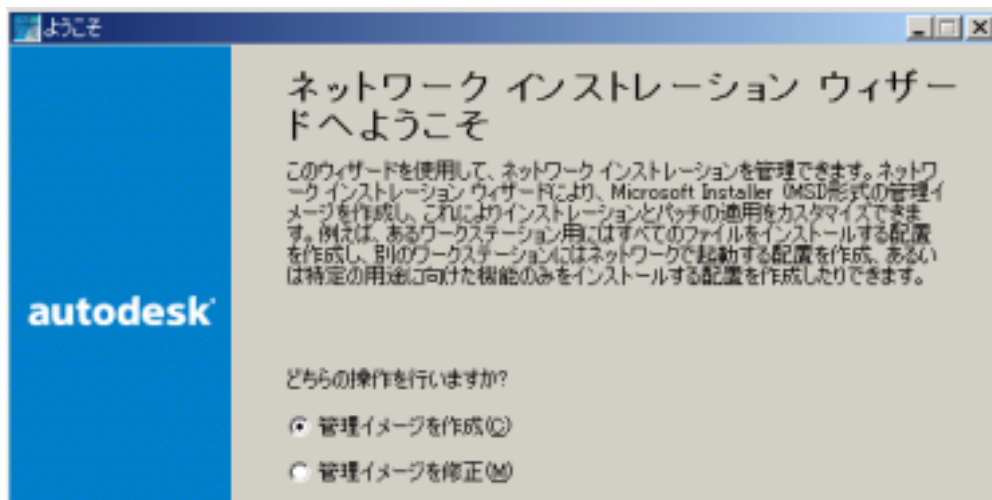 ようこそ
ネットワーク インストレーション ウィザー
ドへようこそ
このウィザードを使用して、ネットワーク インストレーションを管理できます。ネットワ
ーク インストレーション ウィザードにより、Microsoft Installer (MSI)形式の管理イ
メージを作成し、これによりインストレーションとパッチの適用をカスタマイズできま
す。例えば、あるワークステーション用にはすべてのファイルをインストールする配置
を作成し、別のワークステーションにはネットワークで起動する配置を作成、あるい
は特定の用途に向けた機能のみをインストールする配置を作成したりできます。
autodesk
どちらの操作を行いますか?
管理イメージを作成(C)
管理イメージを修正(M)